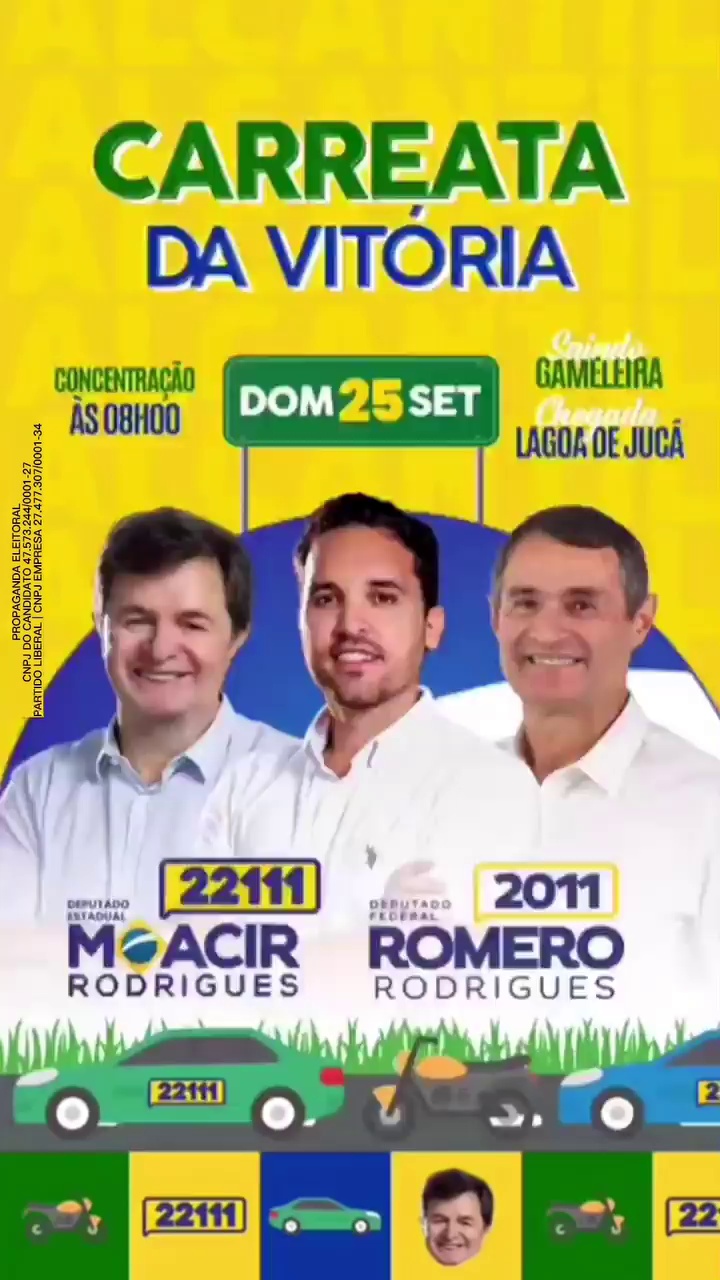 CARREATA
DA VITÓRIA
CONCENTRAÇÃO
ÀS 08H00
DOM 25 SET
Saindo
GAMELEIRA
Chegada
LAGOA DE JUCÁ
PROPAGANDA ELEITORAL
CNPJ DO CANDIDATO 47.573.244/0001-27
PARTIDO LIBERAL | CNPJ EMPRESA 27.477.307/0001-34
22111
DEPUTADO
ESTADUAL
MOACIR
RODRIGUES
2011
DEPUTADO
FEDERAL
ROMERO
RODRIGUES
22111
2
22111
22